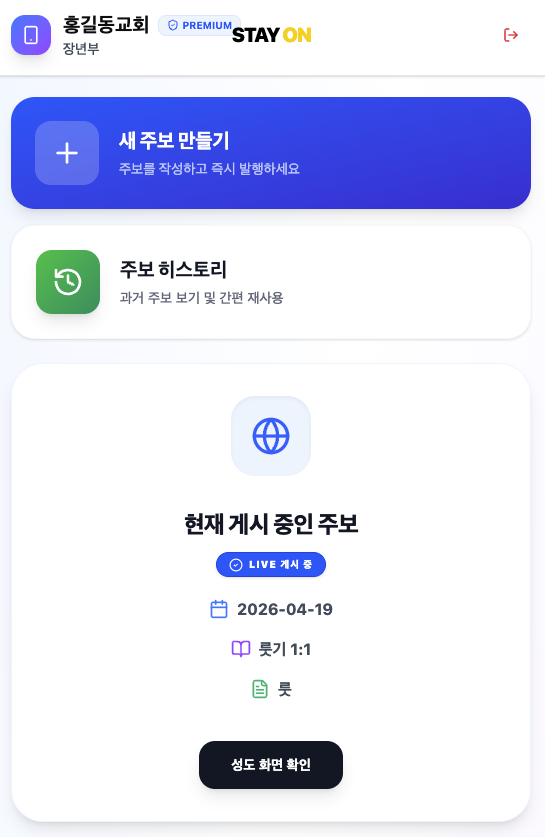 홍길동교회
PREMIUM
STAY ON
장년부
새 주보 만들기
주보를 작성하고 즉시 발행하세요
주보 히스토리
과거 주보 보기 및 간편 재사용
현재 게시 중인 주보
LIVE 게시 중
2026-04-19
룻기 1:1
룻
성도 화면 확인